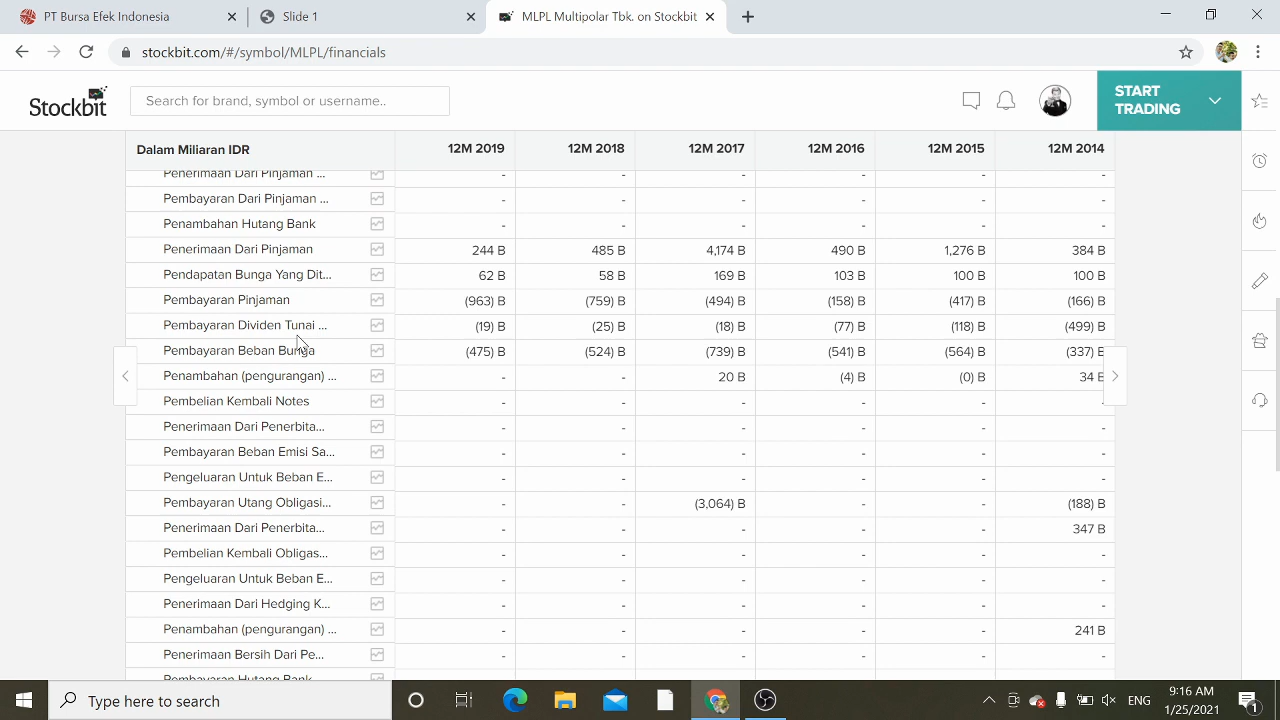 PT Bursa Efek Indonesia
Slide 1
MLPL Multipolar Tbk. on Stockbit
stockbit.com/#/symbol/MLPL/financials
Stockbit
Search for brand, symbol or username..
START
TRADING
Dalam Miliaran IDR 12M 2019 12M 2018 12M 2017 12M 2016 12M 2015 12M 2014
Penerimaan Dari Pinjaman ... - - - - - -
Pembayaran Dari Pinjaman ... - - - - - -
Penambahan Hutang Bank - - - - - -
Penerimaan Dari Pinjaman 244 B 485 B 4,174 B 490 B 1,276 B 384 B
Pendapatan Bunga Yang Dit... 62 B 58 B 169 B 103 B 100 B 100 B
Pembayaran Pinjaman (963) B (759) B (494) B (158) B (417) B (166) B
Pembayaran Dividen Tunai ... (19) B (25) B (18) B (77) B (118) B (499) B
Pembayaran Beban Bunga (475) B (524) B (739) B (541) B (564) B (337) B
Penambahan (pengurangan) ... - - 20 B (4) B (0) B 34 B
Pembelian Kembali Notes - - - - - -
Penerimaan Dari Penerbita... - - - - - -
Pembayaran Beban Emisi Sa... - - - - - -
Pengeluaran Untuk Beban E... - - - - - -
Pembayaran Utang Obligasi... - - (3,064) B - - (188) B
Penerimaan Dari Penerbita... - - - - - 347 B
Pembelian Kembali Obligas... - - - - - -
Pengeluaran Untuk Beban E... - - - - - -
Penerimaan Dari Hedging K... - - - - - -
Penambahan (pengurangan) ... - - - - - 241 B
Penerimaan Bersih Dari Pe... - - - - - -
Penambahan Hutang Bank
Type here to search
ENG
9:16 AM
1/25/2021
1